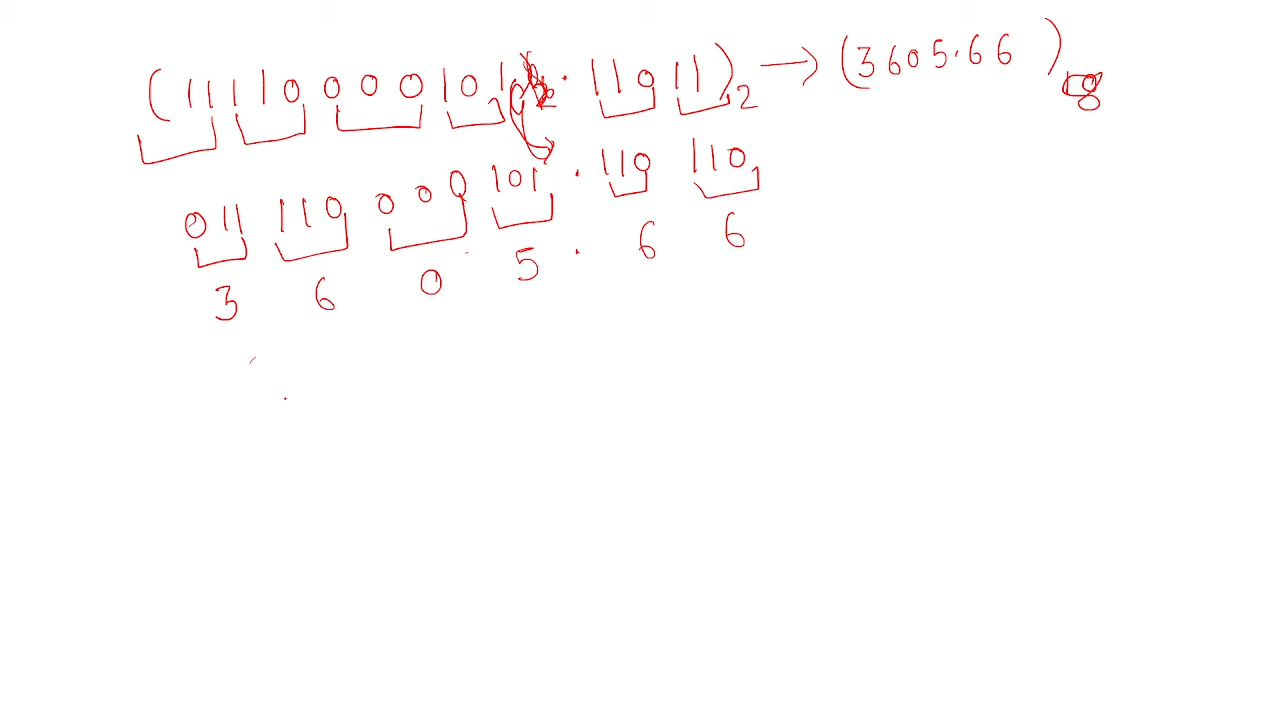 (11110000101.11011)2 → (3605.66)8
011 110 000 101 . 110 110
3 6 0 5 . 6 6